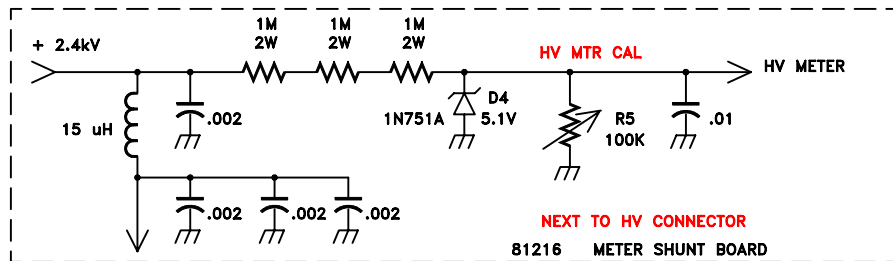 + 2.4kV
1M
2W
1M
2W
1M
2W
HV MTR CAL
HV METER
15 uH
.002
1N751A
D4
5.1V
R5
100K
.01
.002
.002
.002
NEXT TO HV CONNECTOR
81216 METER SHUNT BOARD